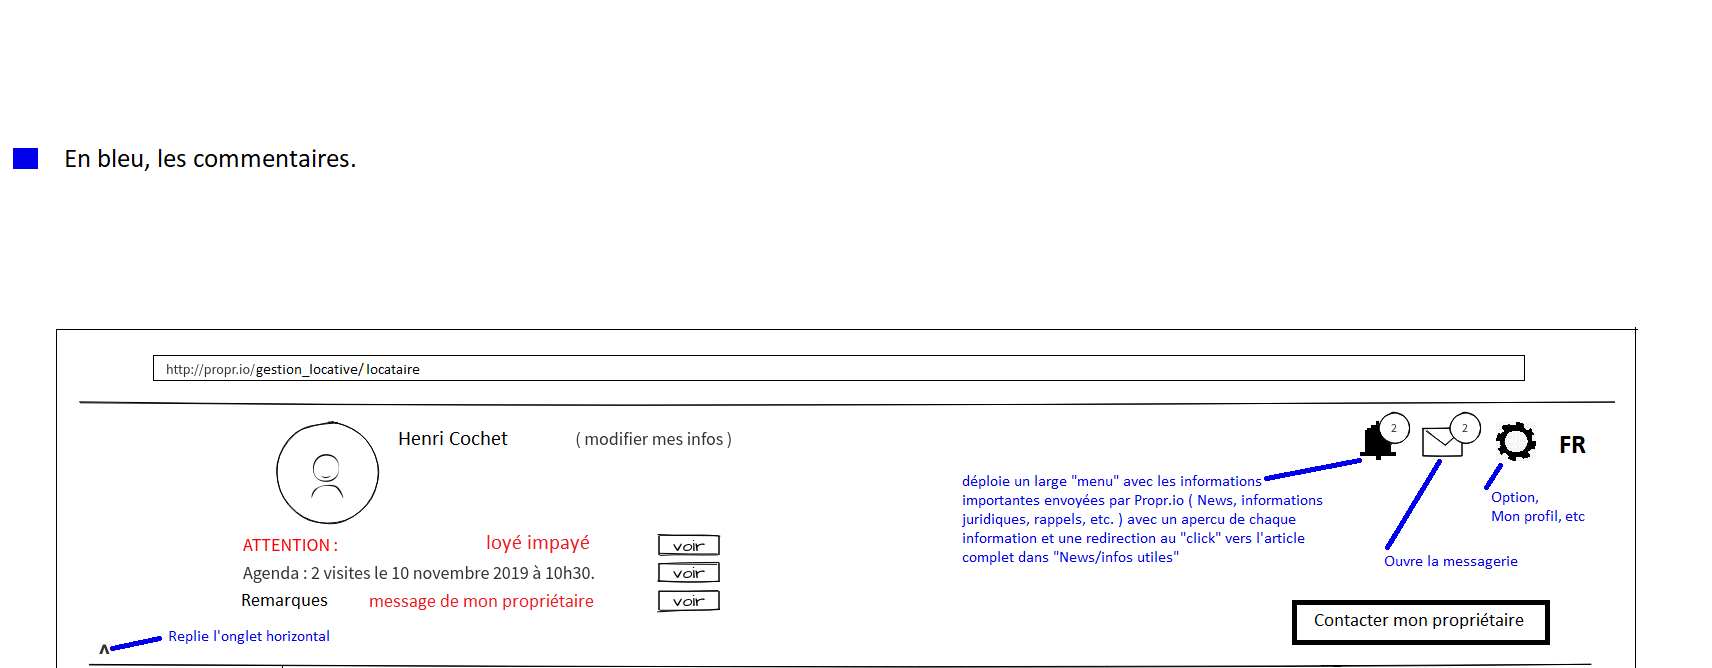 En bleu, les commentaires.
http://propr.io/gestion_locative/locataire
Henri Cochet
( modifier mes infos )
2
2
FR
déploie un large "menu" avec les informations
importantes envoyées par Propr.io ( News, informations
juridiques, rappels, etc. ) avec un apercu de chaque
information et une redirection au "click" vers l'article
complet dans "News/infos utiles"
Option,
Mon profil, etc
Ouvre la messagerie
ATTENTION :
loyé impayé
voir
Agenda : 2 visites le 10 novembre 2019 à 10h30.
voir
Remarques
message de mon propriétaire
voir
Contacter mon propriétaire
Replie l'onglet horizontal
^